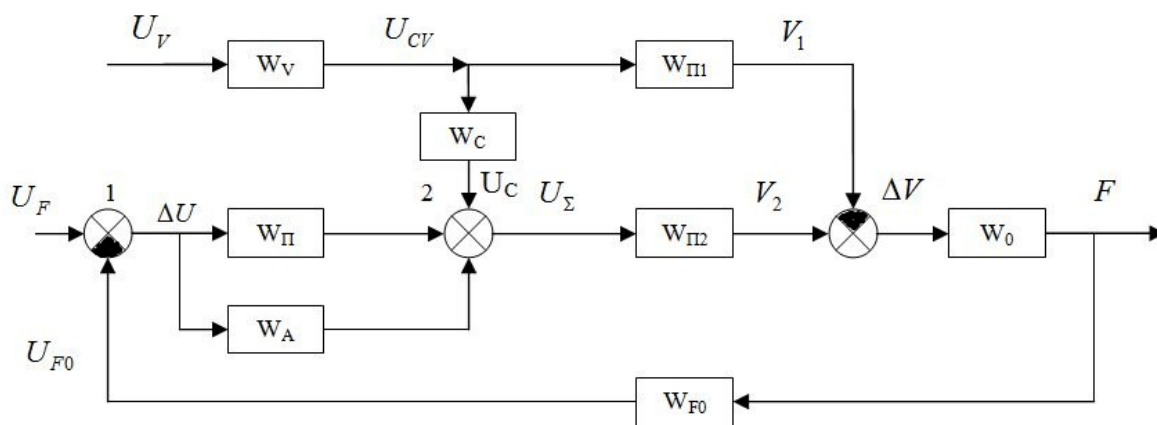 U_V
W_V
U_CV
W_П1
V_1
W_C
U_C
U_F
1
ΔU
W_П
2
U_Σ
W_П2
V_2
ΔV
W_0
F
W_A
U_F0
W_F0